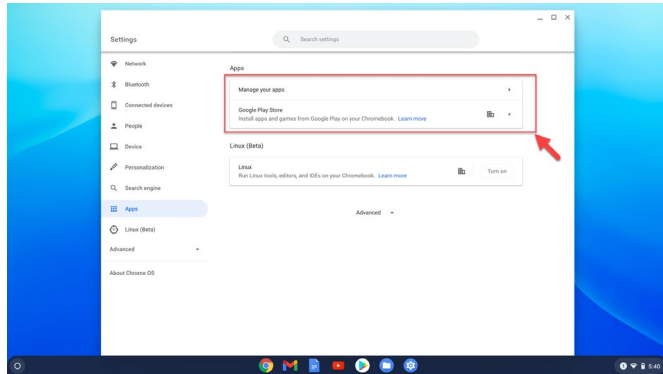 Settings
Search settings
Network
Bluetooth
Connected devices
People
Device
Personalization
Search engine
Apps
Linux (Beta)
Advanced
About Chrome OS
Apps
Manage your apps
Google Play Store
Install apps and games from Google Play on your Chromebook. Learn more
Linux (Beta)
Linux
Run Linux tools, editors, and IDEs on your Chromebook. Learn more
Turn on
Advanced
5:40